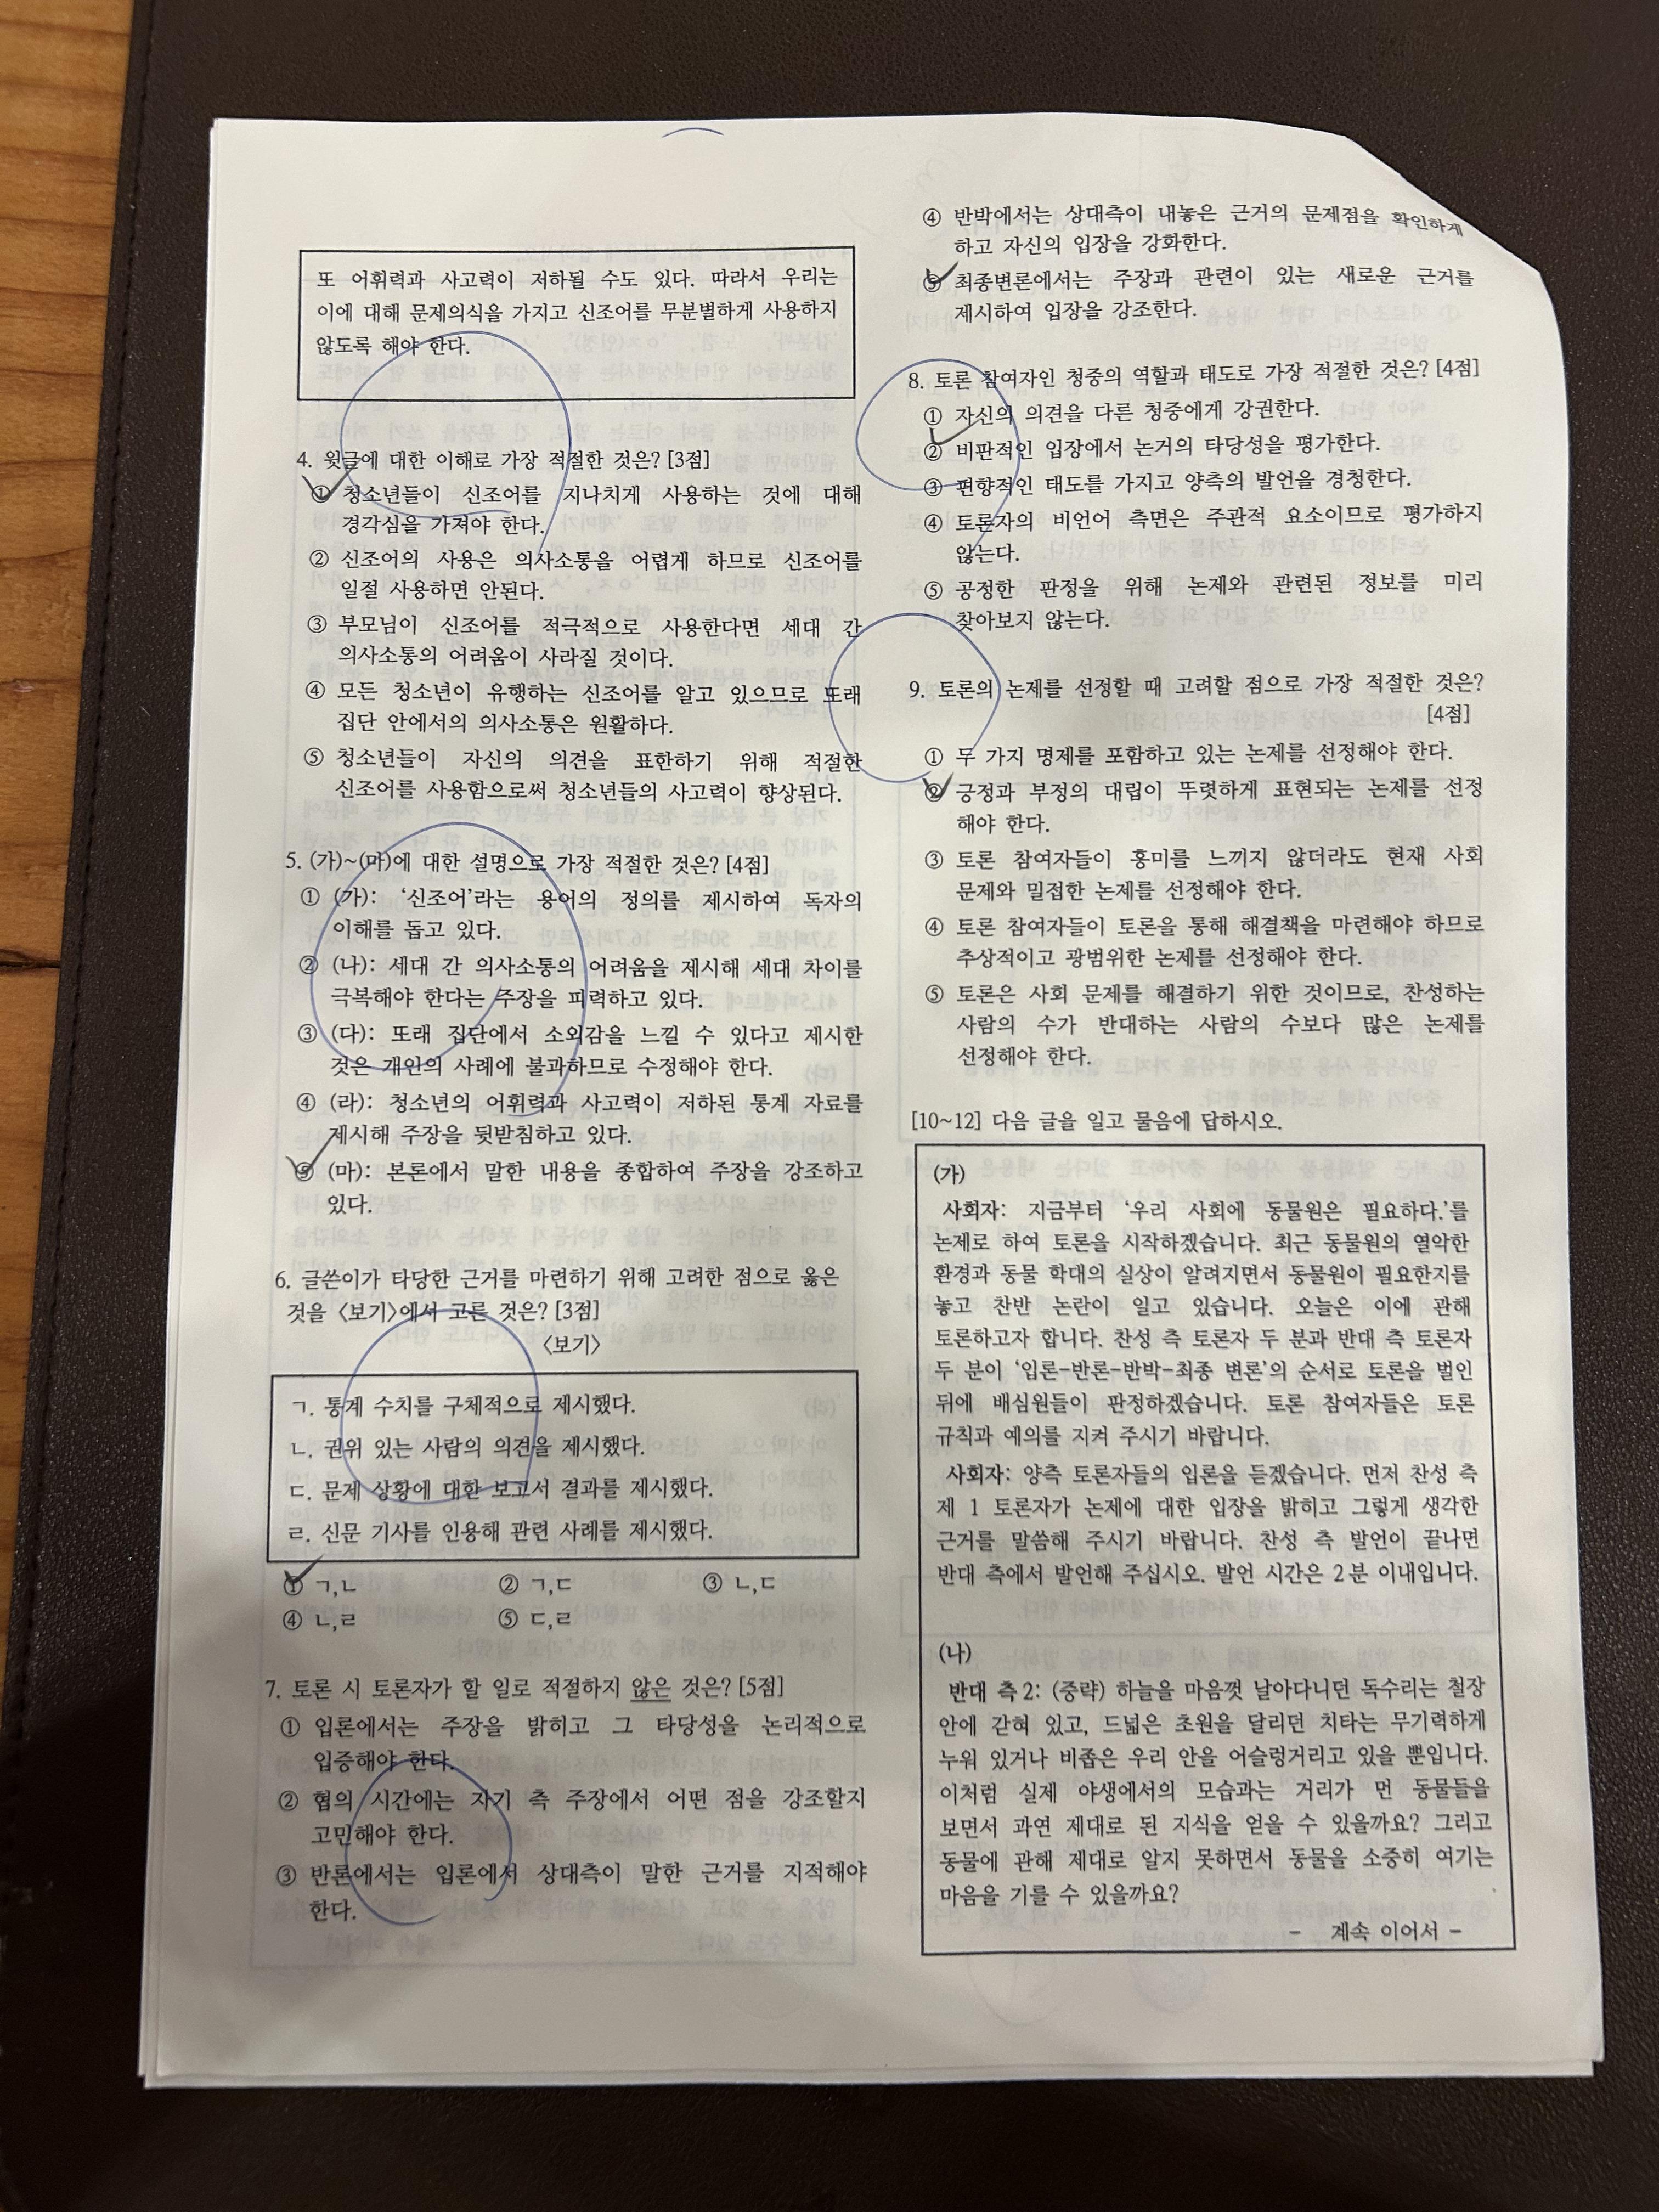 또 어휘력과 사고력이 저하될 수도 있다. 따라서 우리는
이에 대해 문제의식을 가지고 신조어를 무분별하게 사용하지
않도록 해야 한다.
4. 윗글에 대한 이해로 가장 적절한 것은? [3점]
① 청소년들이 신조어를 지나치게 사용하는 것에 대해
경각심을 가져야 한다.
② 신조어의 사용은 의사소통을 어렵게 하므로 신조어를
일절 사용하면 안된다.
③ 부모님이 신조어를 적극적으로 사용한다면 세대 간
의사소통의 어려움이 사라질 것이다.
④ 모든 청소년이 유행하는 신조어를 알고 있으므로 또래
집단 안에서의 의사소통은 원활하다.
⑤ 청소년들이 자신의 의견을 표한하기 위해 적절한
신조어를 사용함으로써 청소년들의 사고력이 향상된다.
5. (가)~(마)에 대한 설명으로 가장 적절한 것은? [4점]
① (가): ‘신조어’라는 용어의 정의를 제시하여 독자의
이해를 돕고 있다.
② (나): 세대 간 의사소통의 어려움을 제시해 세대 차이를
극복해야 한다는 주장을 피력하고 있다.
③ (다): 또래 집단에서 소외감을 느낄 수 있다고 제시한
것은 개인의 사례에 불과하므로 수정해야 한다.
④ (라): 청소년의 어휘력과 사고력이 저하된 통계 자료를
제시해 주장을 뒷받침하고 있다.
⑤ (마): 본론에서 말한 내용을 종합하여 주장을 강조하고
있다.
6. 글쓴이가 타당한 근거를 마련하기 위해 고려한 점으로 옳은
것을 <보기>에서 고른 것은? [3점]
<보기>
ㄱ. 통계 수치를 구체적으로 제시했다.
ㄴ. 권위 있는 사람의 의견을 제시했다.
ㄷ. 문제 상황에 대한 보고서 결과를 제시했다.
ㄹ. 신문 기사를 인용해 관련 사례를 제시했다.
① ㄱ,ㄴ ② ㄱ,ㄷ ③ ㄴ,ㄷ
④ ㄴ,ㄹ ⑤ ㄷ,ㄹ
7. 토론 시 토론자가 할 일로 적절하지 않은 것은? [5점]
① 입론에서는 주장을 밝히고 그 타당성을 논리적으로
입증해야 한다.
② 협의 시간에는 자기 측 주장에서 어떤 점을 강조할지
고민해야 한다.
③ 반론에서는 입론에서 상대측이 말한 근거를 지적해야
한다.
④ 반박에서는 상대측이 내놓은 근거의 문제점을 확인하게
하고 자신의 입장을 강화한다.
⑤ 최종변론에서는 주장과 관련이 있는 새로운 근거를
제시하여 입장을 강조한다.
8. 토론 참여자인 청중의 역할과 태도로 가장 적절한 것은? [4점]
① 자신의 의견을 다른 청중에게 강권한다.
② 비판적인 입장에서 논거의 타당성을 평가한다.
③ 편향적인 태도를 가지고 양측의 발언을 경청한다.
④ 토론자의 비언어 측면은 주관적 요소이므로 평가하지
않는다.
⑤ 공정한 판정을 위해 논제와 관련된 정보를 미리
찾아보지 않는다.
9. 토론의 논제를 선정할 때 고려할 점으로 가장 적절한 것은?
[4점]
① 두 가지 명제를 포함하고 있는 논제를 선정해야 한다.
② 긍정과 부정의 대립이 뚜렷하게 표현되는 논제를 선정
해야 한다.
③ 토론 참여자들이 흥미를 느끼지 않더라도 현재 사회
문제와 밀접한 논제를 선정해야 한다.
④ 토론 참여자들이 토론을 통해 해결책을 마련해야 하므로
추상적이고 광범위한 논제를 선정해야 한다.
⑤ 토론은 사회 문제를 해결하기 위한 것이므로, 찬성하는
사람의 수가 반대하는 사람의 수보다 많은 논제를
선정해야 한다.
[10~12] 다음 글을 일고 물음에 답하시오.
(가)
사회자: 지금부터 ‘우리 사회에 동물원은 필요하다.’를
논제로 하여 토론을 시작하겠습니다. 최근 동물원의 열악한
환경과 동물 학대의 실상이 알려지면서 동물원이 필요한지를
놓고 찬반 논란이 일고 있습니다. 오늘은 이에 관해
토론하고자 합니다. 찬성 측 토론자 두 분과 반대 측 토론자
두 분이 ‘입론-반론-반박-최종 변론’의 순서로 토론을 벌인
뒤에 배심원들이 판정하겠습니다. 토론 참여자들은 토론
규칙과 예의를 지켜 주시기 바랍니다.
사회자: 양측 토론자들의 입론을 듣겠습니다. 먼저 찬성 측
제 1 토론자가 논제에 대한 입장을 밝히고 그렇게 생각한
근거를 말씀해 주시기 바랍니다. 찬성 측 발언이 끝나면
반대 측에서 발언해 주십시오. 발언 시간은 2분 이내입니다.
(나)
반대 측 2: (중략) 하늘을 마음껏 날아다니던 독수리는 철장
안에 갇혀 있고, 드넓은 초원을 달리던 치타는 무기력하게
누워 있거나 비좁은 우리 안을 어슬렁거리고 있을 뿐입니다.
이처럼 실제 야생에서의 모습과는 거리가 먼 동물들을
보면서 과연 제대로 된 지식을 얻을 수 있을까요? 그리고
동물에 관해 제대로 알지 못하면서 동물을 소중히 여기는
마음을 기를 수 있을까요?
- 계속 이어서 -